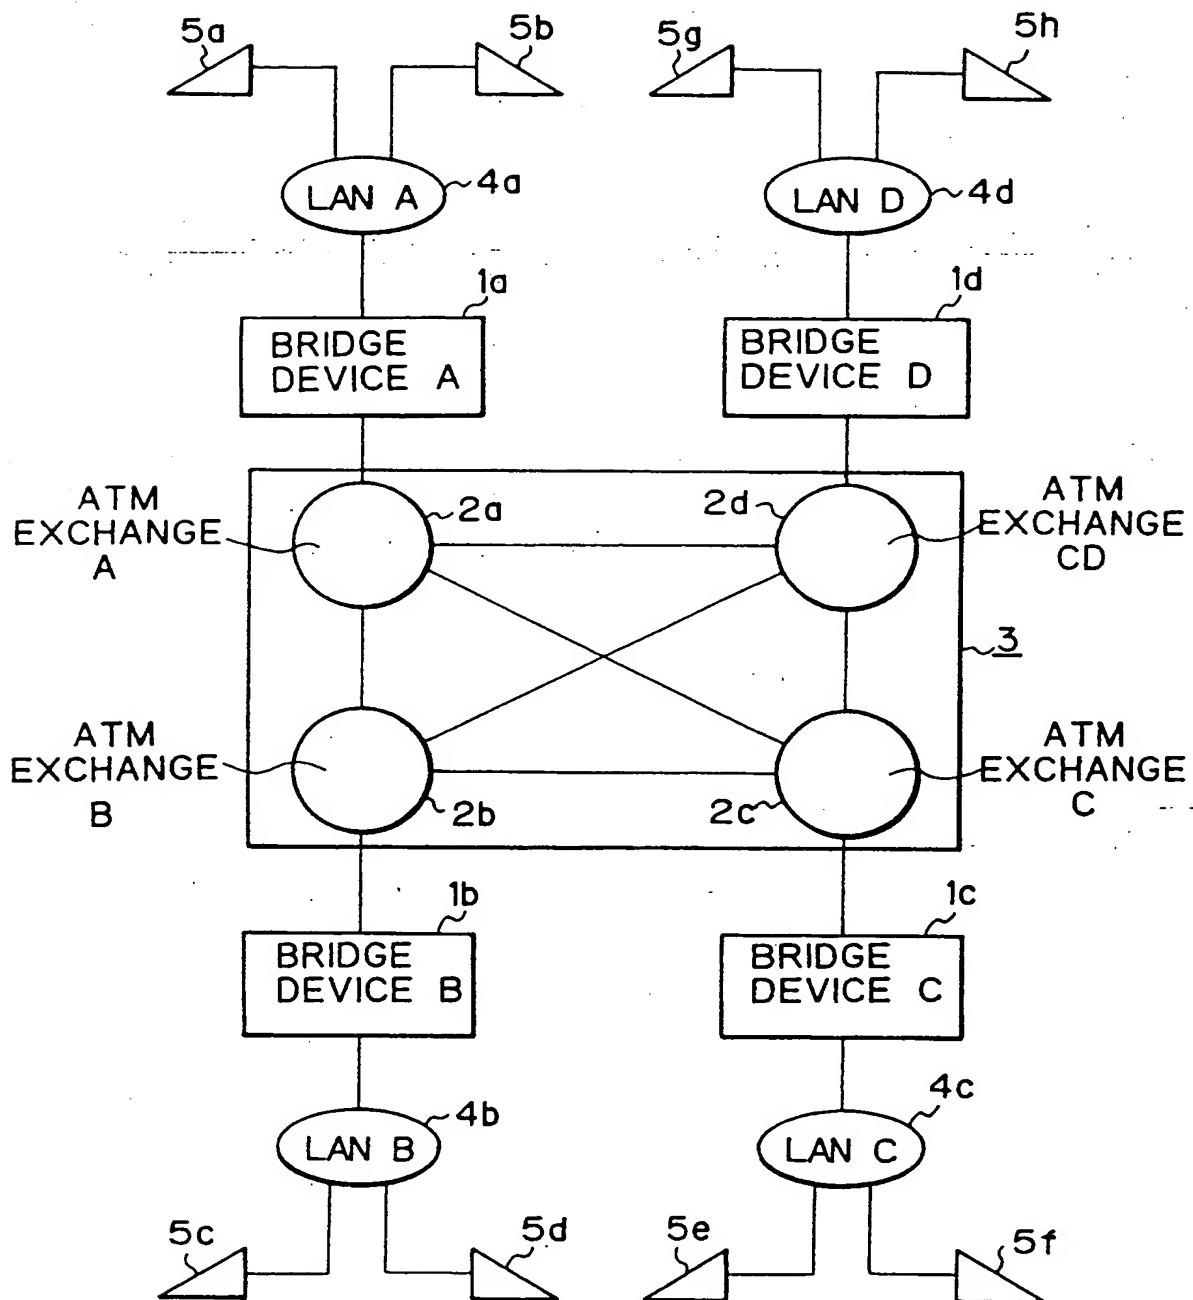 5a
5b
5g
5h
LAN A
4a
LAN D
4d
1a
1d
BRIDGE
DEVICE A
BRIDGE
DEVICE D
ATM
EXCHANGE
A
2a
2d
ATM
EXCHANGE
CD
3
ATM
EXCHANGE
B
2b
2c
ATM
EXCHANGE
C
1b
1c
BRIDGE
DEVICE B
BRIDGE
DEVICE C
4b
4c
LAN B
LAN C
5c
5d
5e
5f